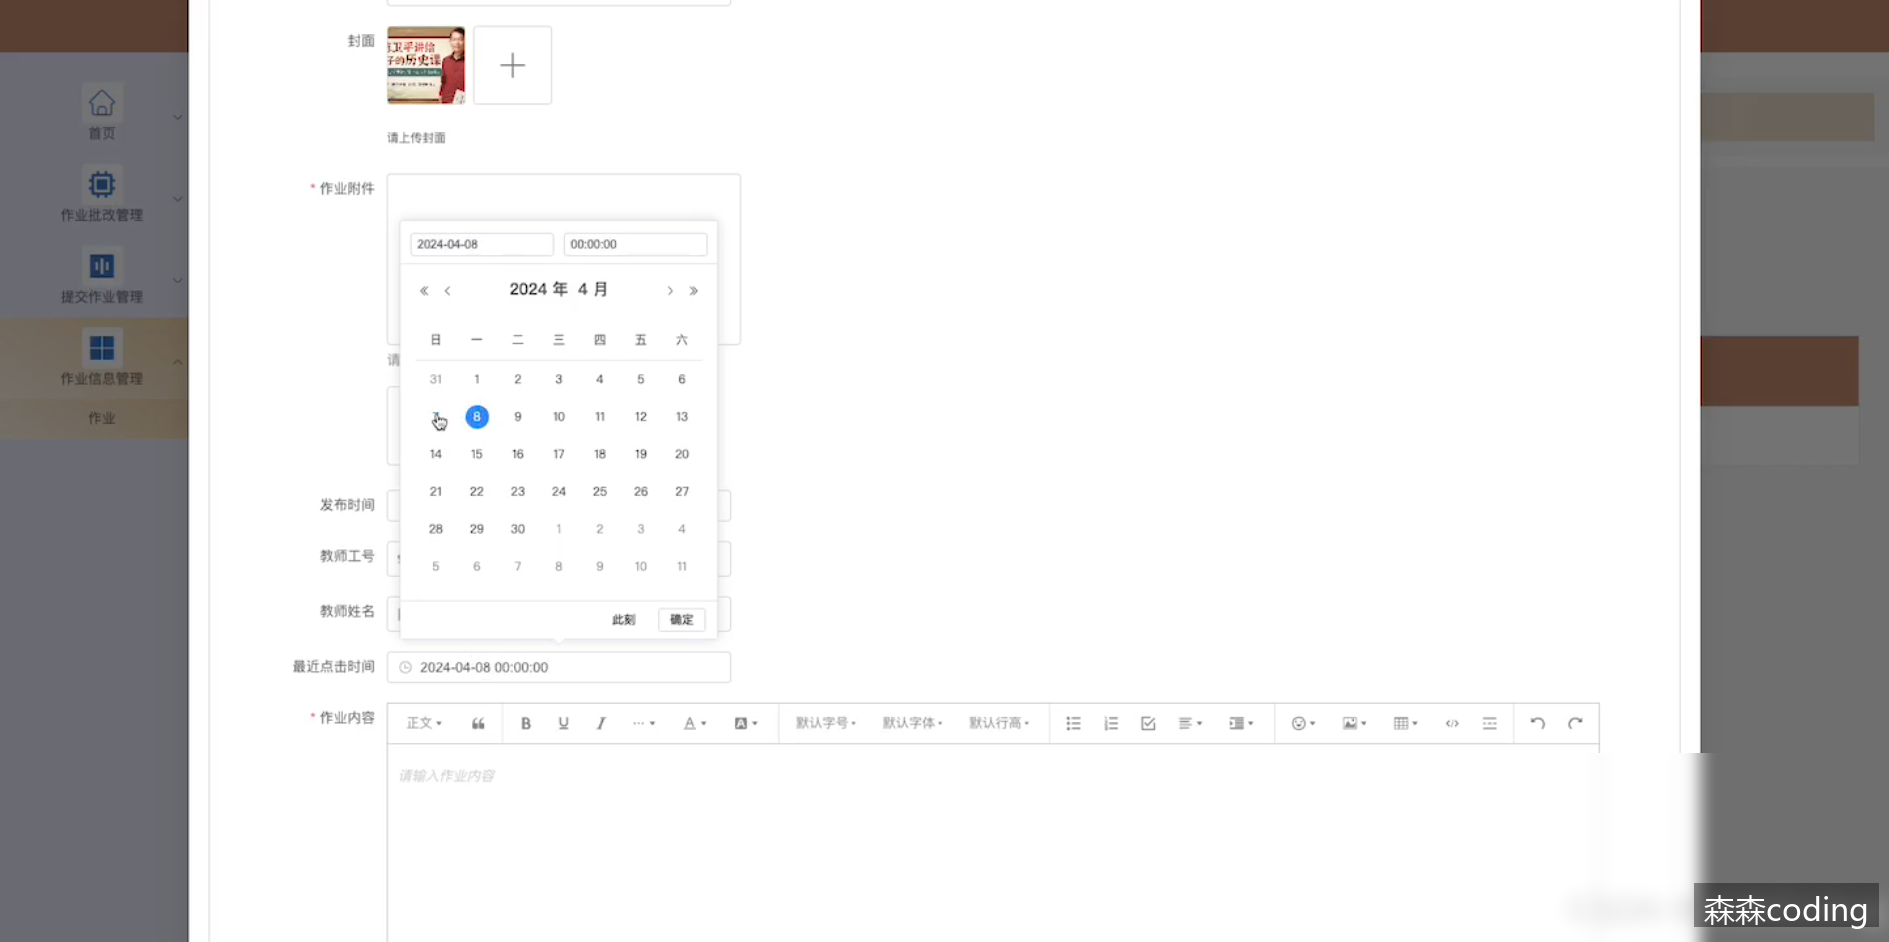 首页
作业批改管理
提交作业管理
作业信息管理
作业
封面
请上传封面
* 作业附件
2024-04-08 00:00:00
2024 年 4 月
日 一 二 三 四 五 六
31 1 2 3 4 5 6
8 9 10 11 12 13
14 15 16 17 18 19 20
21 22 23 24 25 26 27
28 29 30 1 2 3 4
5 6 7 8 9 10 11
此刻 确定
请
发布时间
教师工号
教师姓名
最近点击时间 2024-04-08 00:00:00
* 作业内容
正文 B U I A A 默认字号 默认字体 默认行高
请输入作业内容
森森coding